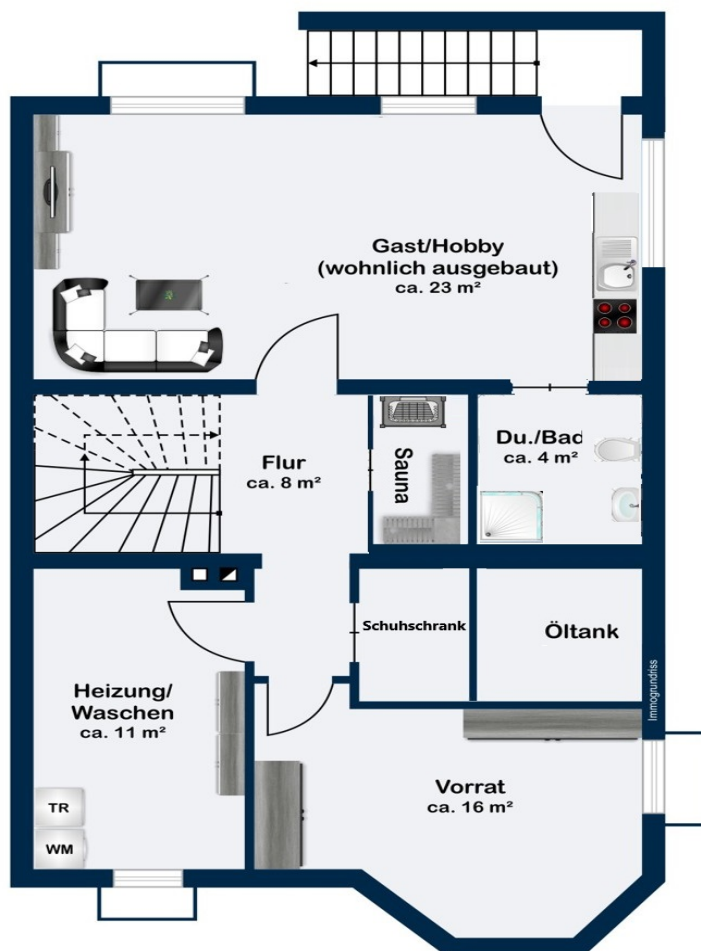 Gast/Hobby
(wohnlich ausgebaut)
ca. 23 m²
Flur
ca. 8 m²
Sauna
Du./Bad
ca. 4 m²
Schuhschrank
Öltank
Heizung/
Waschen
ca. 11 m²
TR
WM
Vorrat
ca. 16 m²
Immogrundriss